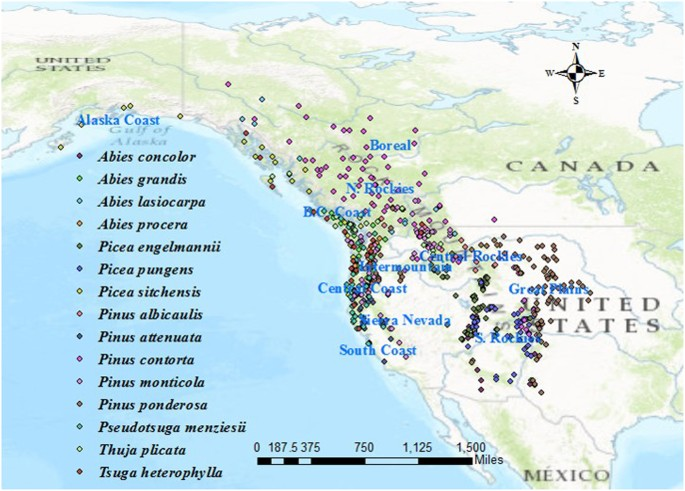 N
W E
S
UNITED
STATES
Alaska Coast
Gulf of
Alaska
Boreal
CANADA
N. Rockies
B.C. Coast
ROCKY
Central Rockies
Intermountain
Central Coast
Great Plains
UNITED
STATES
Sierra Nevada
S. Rockies
South Coast
MÉXICO
Abies concolor
Abies grandis
Abies lasiocarpa
Abies procera
Picea engelmannii
Picea pungens
Picea sitchensis
Pinus albicaulis
Pinus attenuata
Pinus contorta
Pinus monticola
Pinus ponderosa
Pseudotsuga menziesii
Thuja plicata
Tsuga heterophylla
0 187.5 375 750 1,125 1,500
Miles